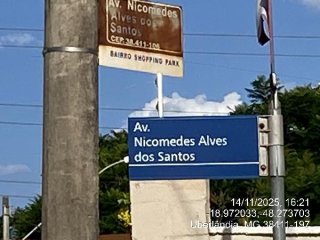 Av. Nicomedes
Alves dos
Santos
CEP:38.411-106
BAIRRO SHOPPING PARK
Av.
Nicomedes Alves
dos Santos
14/11/2025, 16:21
18.972033,-48.273703
Uberlândia, MG 38411-197